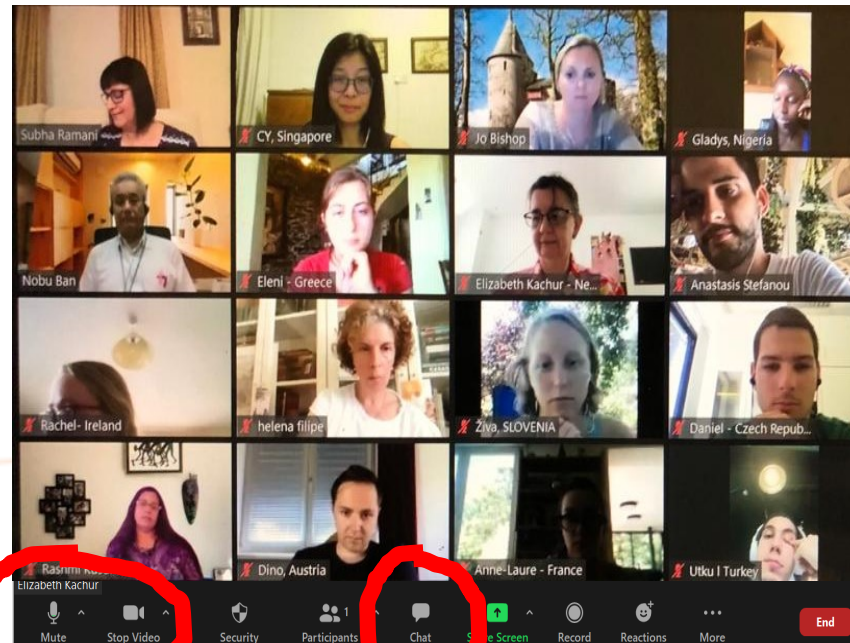 Subha Ramani
CY, Singapore
Jo Bishop
Gladys, Nigeria
Nobu Ban
Eleni - Greece
Elizabeth Kachur - Ne...
Anastasis Stefanou
Rachel- Ireland
helena filipe
Živa, SLOVENIA
Daniel - Czech Repub...
Rashmi
Dino, Austria
Anne-Laure - France
Utku I Turkey
Elizabeth Kachur
1
Mute
Stop Video
Security
Participants
Chat
Screen
Record
Reactions
More
End